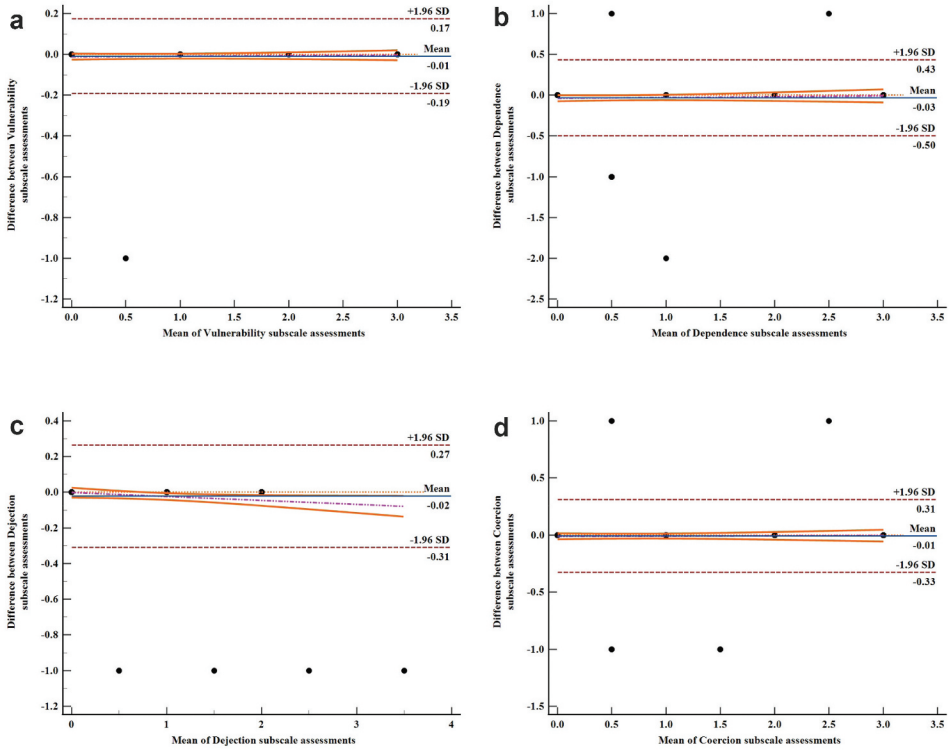 a
0.2
0.0
-0.2
-0.4
-0.6
-0.8
-1.0
-1.2
Difference between Vulnerability
subscale assessments
+1.96 SD
0.17
Mean
-0.01
-1.96 SD
-0.19
0.0 0.5 1.0 1.5 2.0 2.5 3.0 3.5
Mean of Vulnerability subscale assessments
b
1.0
0.5
0.0
-0.5
-1.0
-1.5
-2.0
-2.5
Difference between Dependence
subscale assessments
+1.96 SD
0.43
Mean
-0.03
-1.96 SD
-0.50
0.0 0.5 1.0 1.5 2.0 2.5 3.0 3.5
Mean of Dependence subscale assessments
c
0.4
0.2
0.0
-0.2
-0.4
-0.6
-0.8
-1.0
-1.2
Difference between Dejection
subscale assessments
+1.96 SD
0.27
Mean
-0.02
-1.96 SD
-0.31
0 1 2 3 4
Mean of Dejection subscale assessments
d
1.0
0.5
0.0
-0.5
-1.0
-1.5
Difference between Coercion
subscale assessments
+1.96 SD
0.31
Mean
-0.01
-1.96 SD
-0.33
0.0 0.5 1.0 1.5 2.0 2.5 3.0 3.5
Mean of Coercion subscale assessments